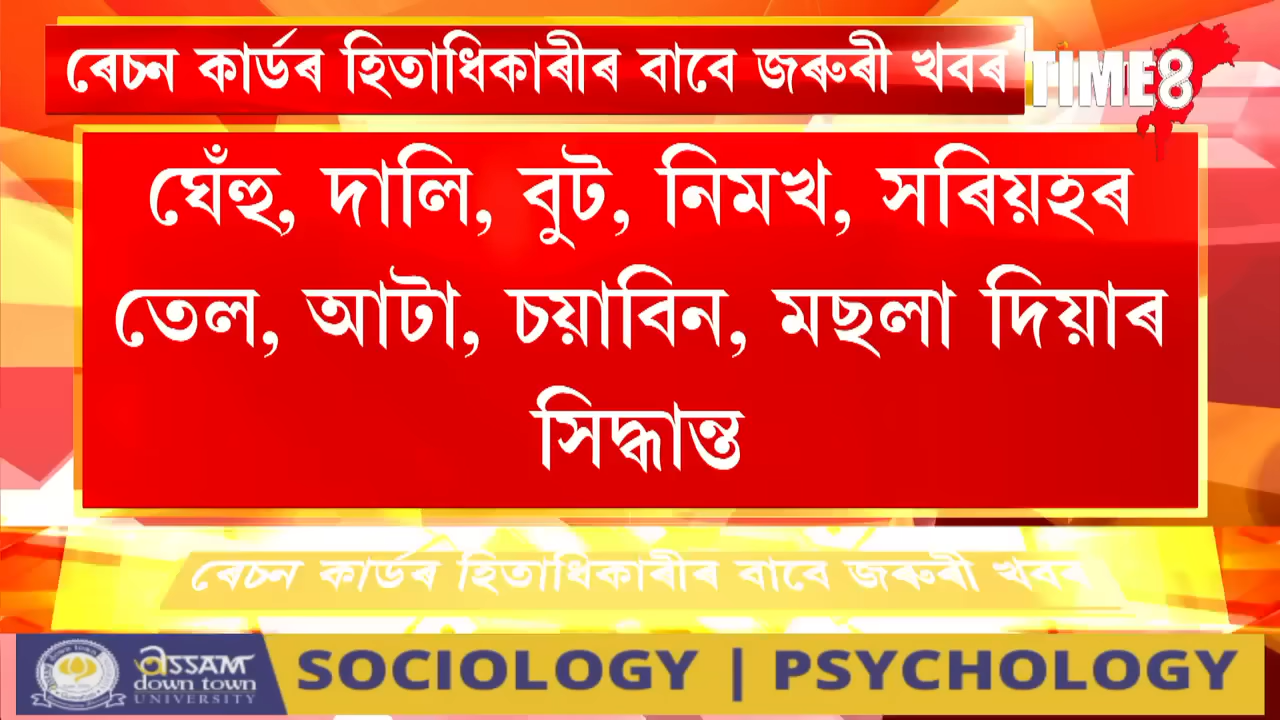 ৰেচন কাৰ্ডৰ হিতাধিকাৰীৰ বাবে জৰুৰী খবৰ
TIME8
ঘেঁহু, দালি, বুট, নিমখ, সৰিয়হৰ
তেল, আটা, চয়াবিন, মছলা দিয়াৰ
সিদ্ধান্ত
ৰেচন কাৰ্ডৰ হিতাধিকাৰীৰ বাবে জৰুৰী খবৰ
ASSAM
down town
UNIVERSITY
SOCIOLOGY | PSYCHOLOGY